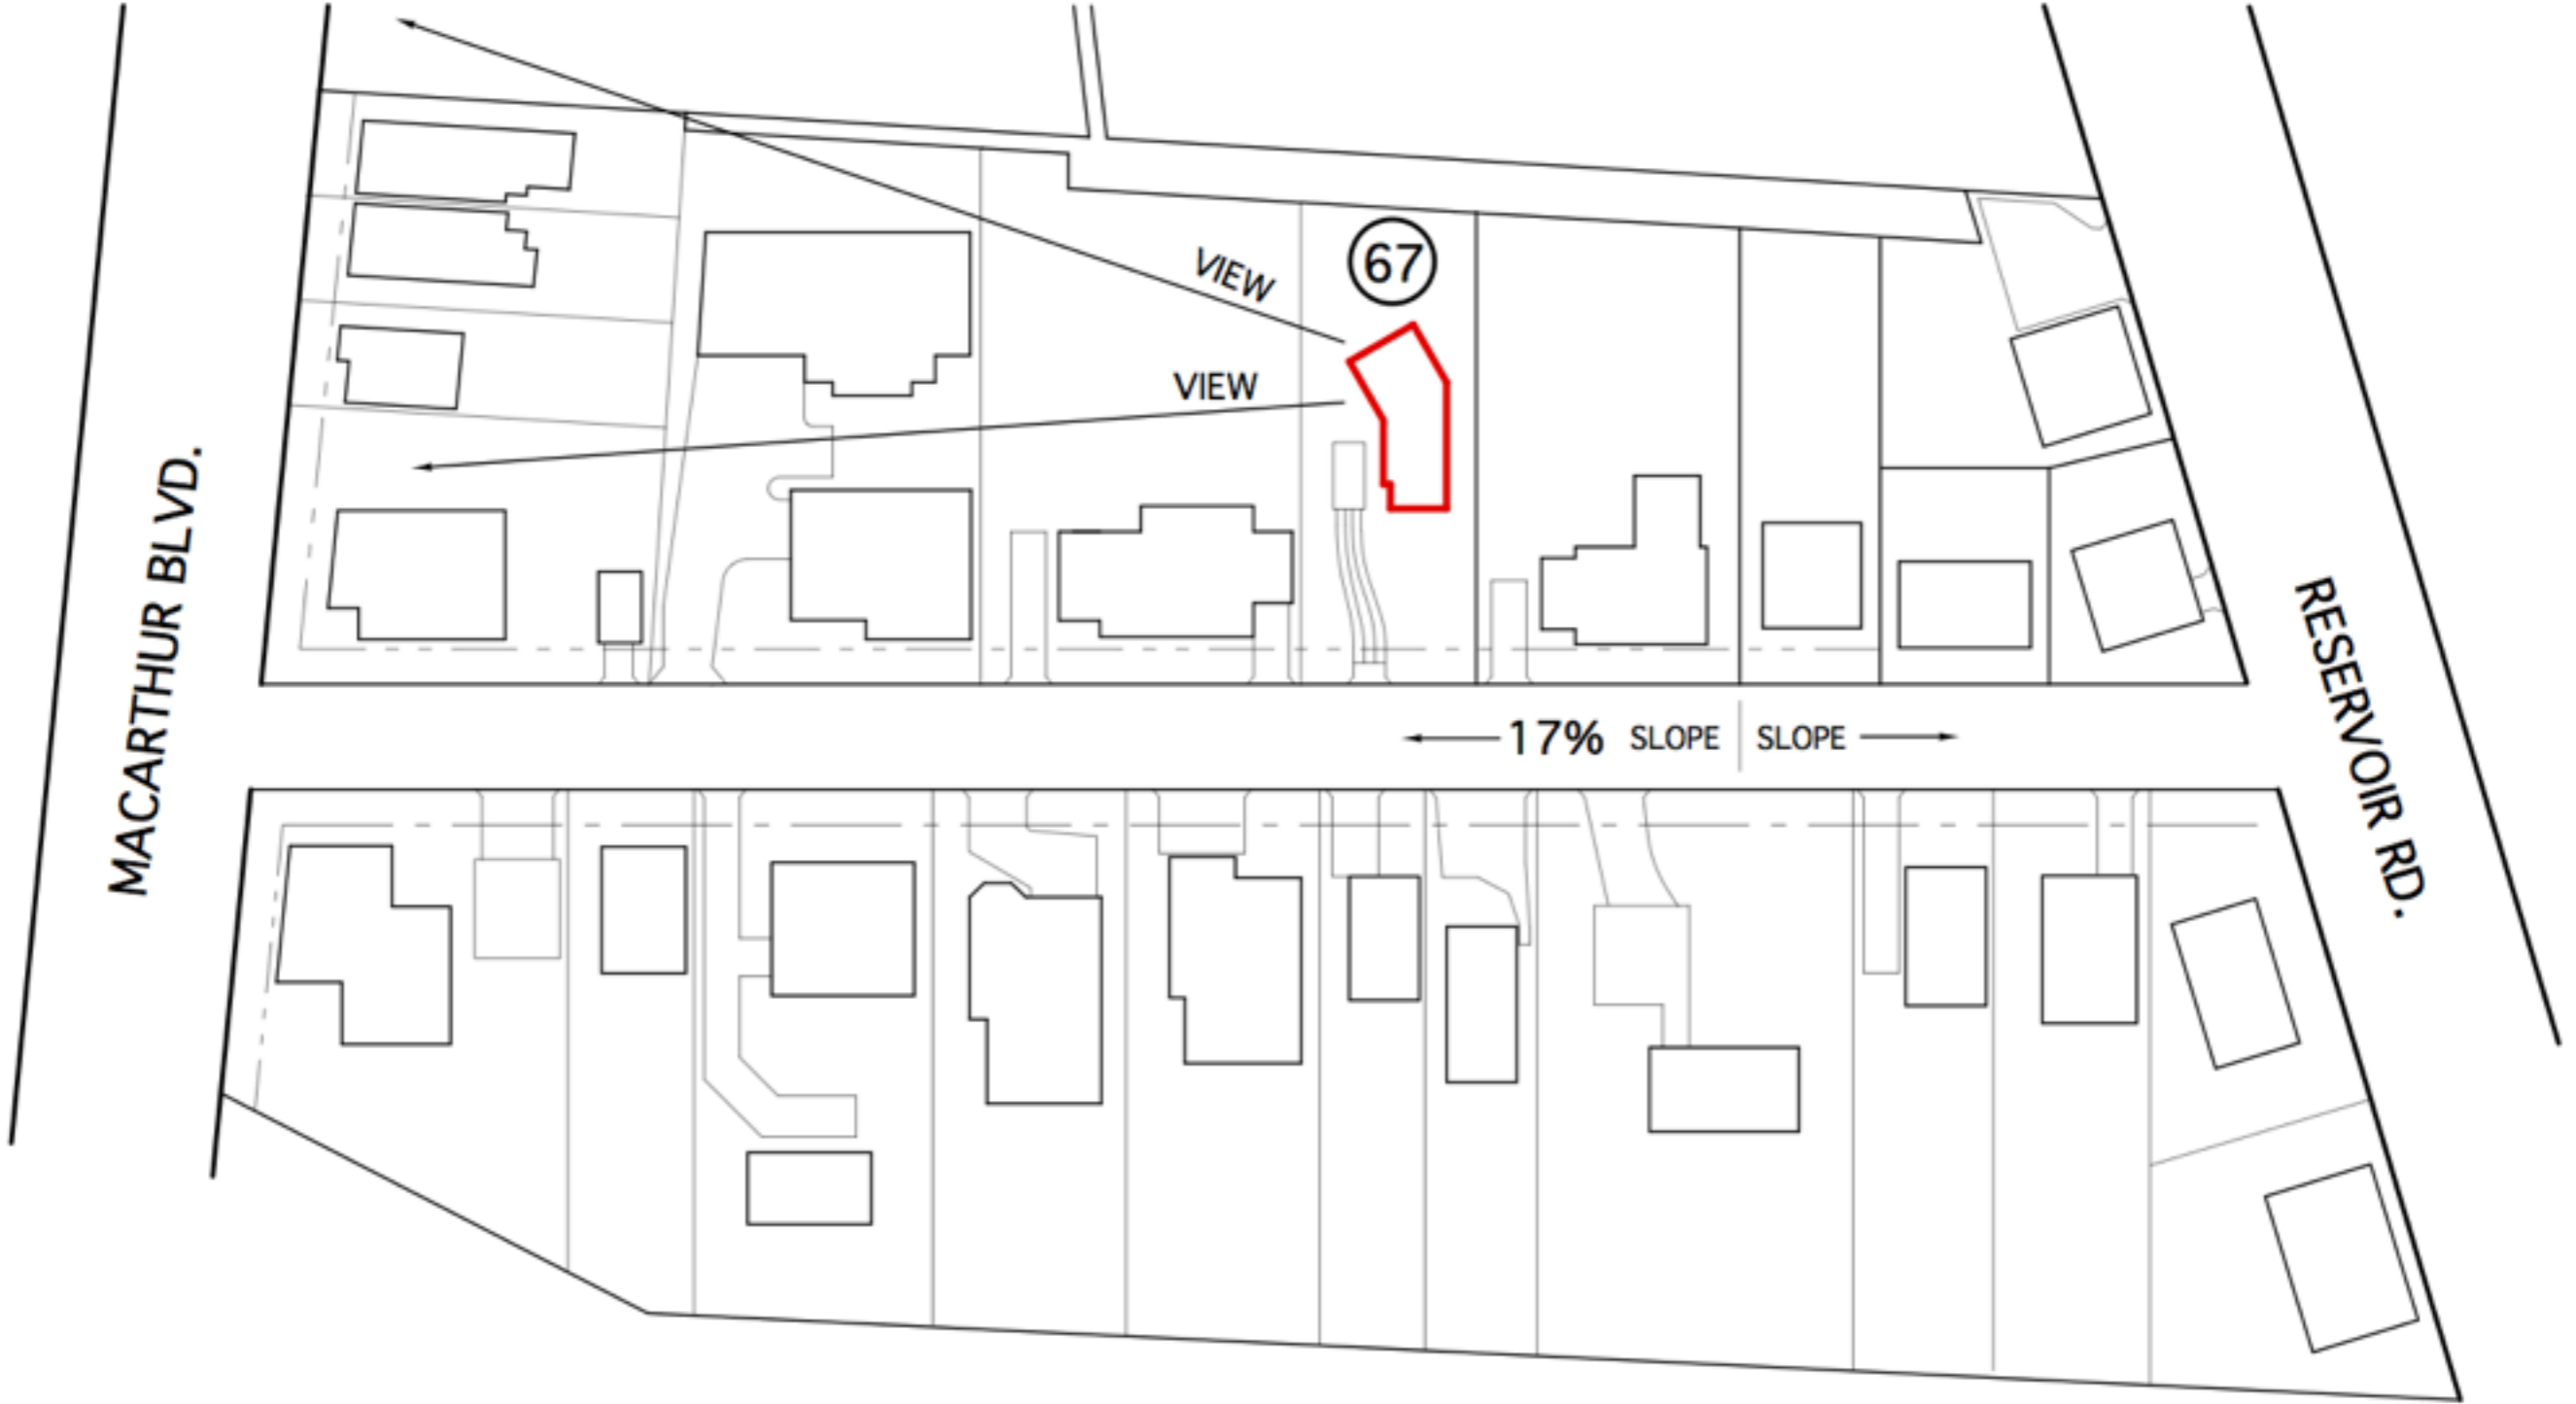 VIEW
67
VIEW
MACARTHUR BLVD.
RESERVOIR RD.
17% SLOPE SLOPE